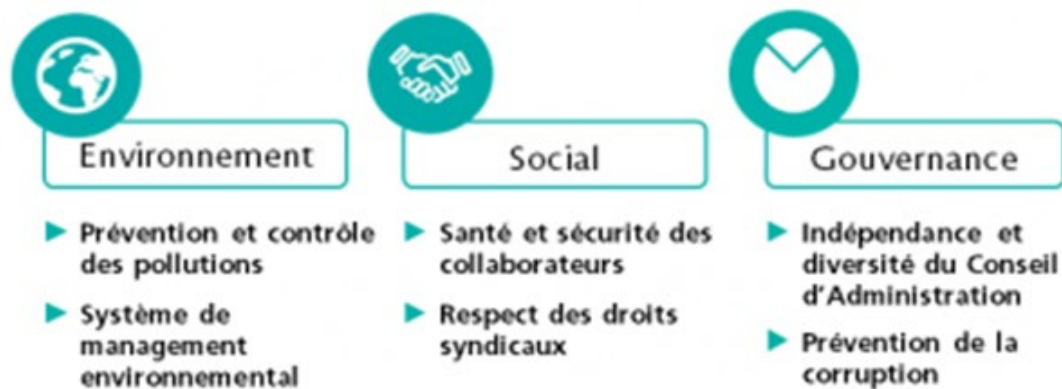 Environnement
Prévention et contrôle
des pollutions
Système de
management
environnemental
Social
Santé et sécurité des
collaborateurs
Respect des droits
syndicaux
Gouvernance
Indépendance et
diversité du Conseil
d'Administration
Prévention de la
corruption